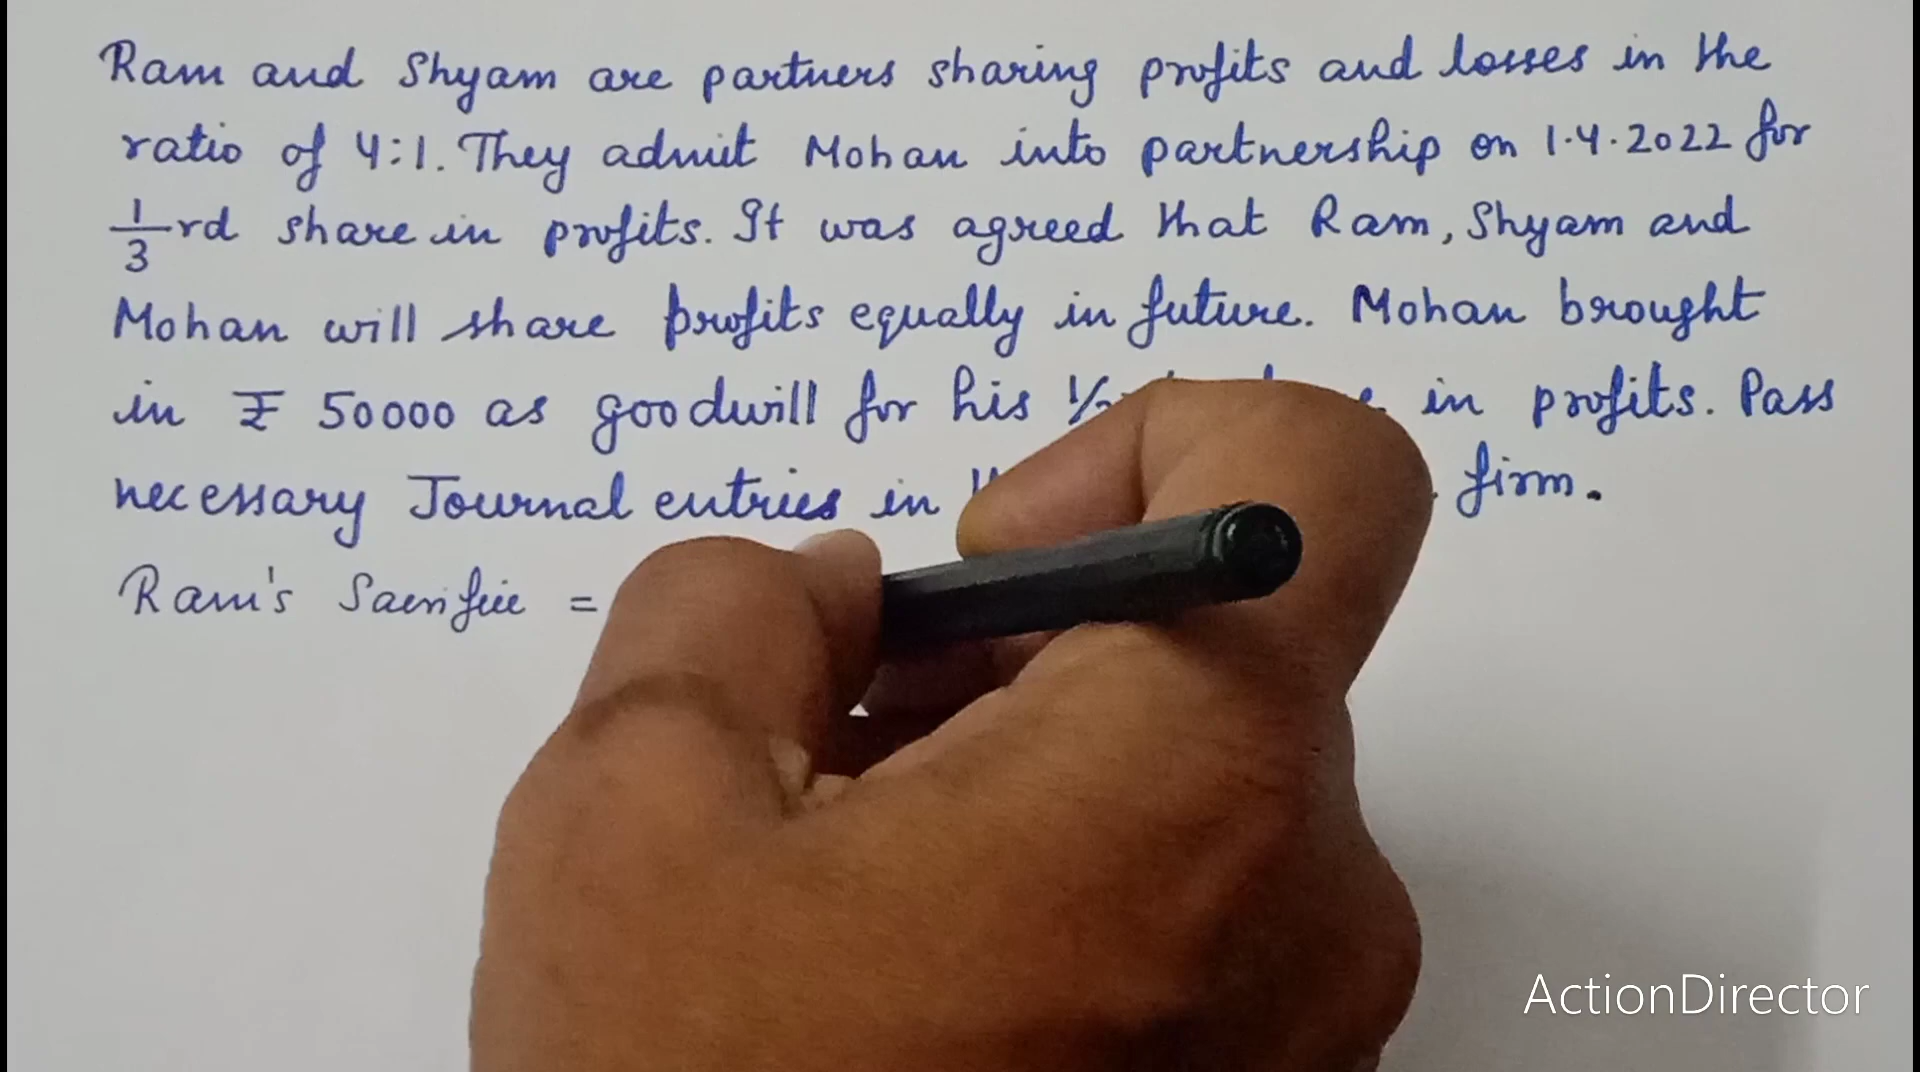 Ram and Shyam are partners sharing profits and losses in the
ratio of 4:1. They admit Mohan into partnership on 1.4.2022 for
1/3 rd share in profits. It was agreed that Ram, Shyam and
Mohan will share profits equally in future. Mohan brought
in ₹ 50000 as goodwill for his in profits. Pass
necessary Journal entries in firm.
Ram's Sacrifice =
ActionDirector